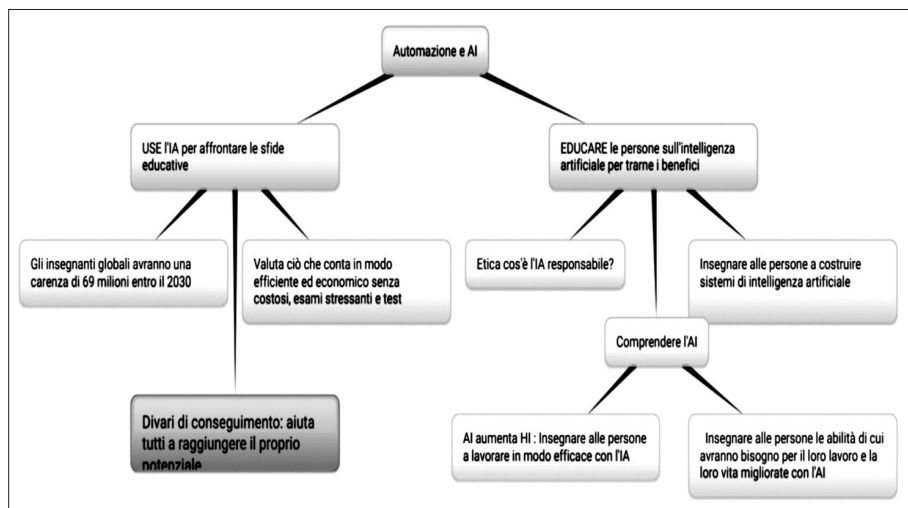 Automazione e AI
USE l'IA per affrontare le sfide
educative
EDUCARE le persone sull'intelligenza
artificiale per trarne i benefici
Gli insegnanti globali avranno una
carenza di 69 milioni entro il 2030
Valuta ciò che conta in modo
efficiente ed economico senza
costosi, esami stressanti e test
Etica cos'è l'IA responsabile?
Insegnare alle persone a costruire
sistemi di intelligenza artificiale
Comprendere l'AI
Divari di conseguimento: aiuta
tutti a raggiungere il proprio
potenziale
AI aumenta HI : Insegnare alle persone
a lavorare in modo efficace con l'IA
Insegnare alle persone le abilità di cui
avranno bisogno per il loro lavoro e la
loro vita migliorate con l'AI